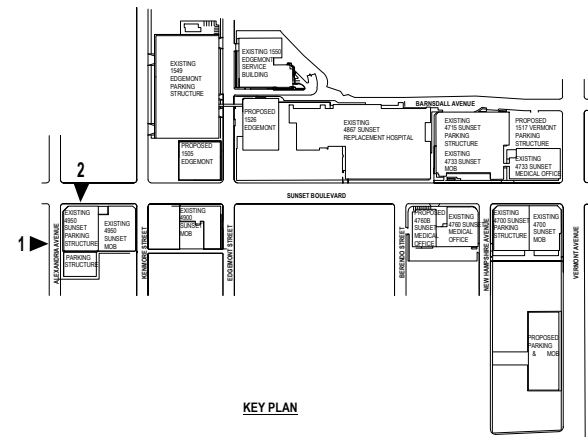 EXISTING
1549
EDGEMONT
PARKING
STRUCTURE
EXISTING 1550
EDGEMONT
SERVICE
BUILDING
PROPOSED
1526
EDGEMONT
PROPOSED
1505
EDGEMONT
EXISTING
4867 SUNSET
REPLACEMENT HOSPITAL
BARNSDALL AVENUE
EXISTING
4715 SUNSET
PARKING
STRUCTURE
EXISTING
4733 SUNSET
MOB
PROPOSED
1517 VERMONT
PARKING
STRUCTURE
EXISTING
4733 SUNSET
MEDICAL OFFICE
SUNSET BOULEVARD
2
1
ALEXANDRIA AVENUE
EXISTING
4950
SUNSET
PARKING
STRUCTURE
PARKING
STRUCTURE
EXISTING
4950
SUNSET
MOB
KENMORE STREET
EXISTING
4900
SUNSET
MOB
EDGEMONT STREET
BERENDO STREET
PROPOSED
4760B
SUNSET
MEDICAL
OFFICE
EXISTING
4760 SUNSET
MEDICAL
OFFICE
NEW HAMPSHIRE AVENUE
EXISTING
4700 SUNSET
PARKING
STRUCTURE
EXISTING
4700
SUNSET
MOB
VERMONT AVENUE
PROPOSED
PARKING
& MOB
KEY PLAN